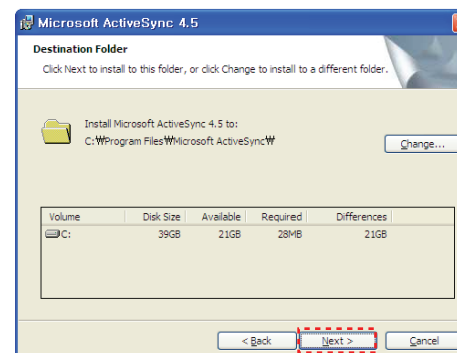 Microsoft ActiveSync 4.5
Destination Folder
Click Next to install to this folder, or click Change to install to a different folder.
Install Microsoft ActiveSync 4.5 to:
C:₩Program Files₩Microsoft ActiveSync₩
Change...
Volume Disk Size Available Required Differences
C: 39GB 21GB 28MB 21GB
< Back Next > Cancel